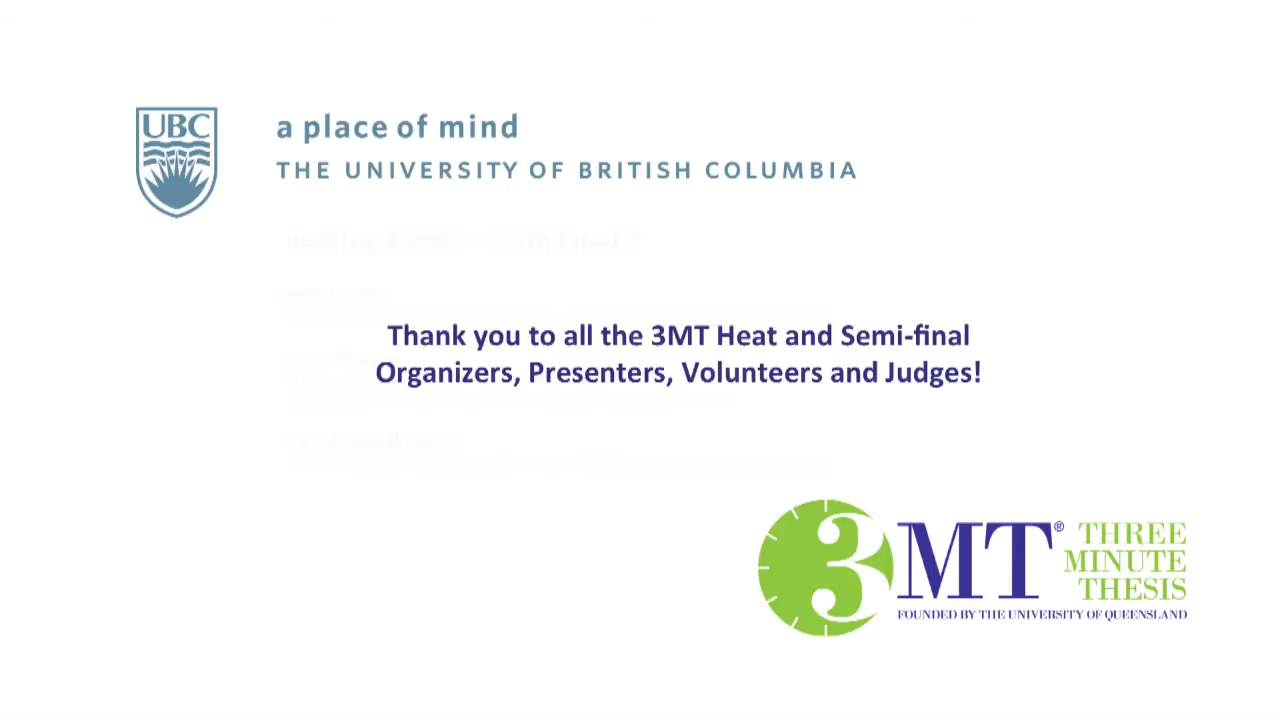 UBC
a place of mind
THE UNIVERSITY OF BRITISH COLUMBIA
Thank you to all the 3MT Heat and Semi-final
Organizers, Presenters, Volunteers and Judges!
3MT® THREE
MINUTE
THESIS
FOUNDED BY THE UNIVERSITY OF QUEENSLAND